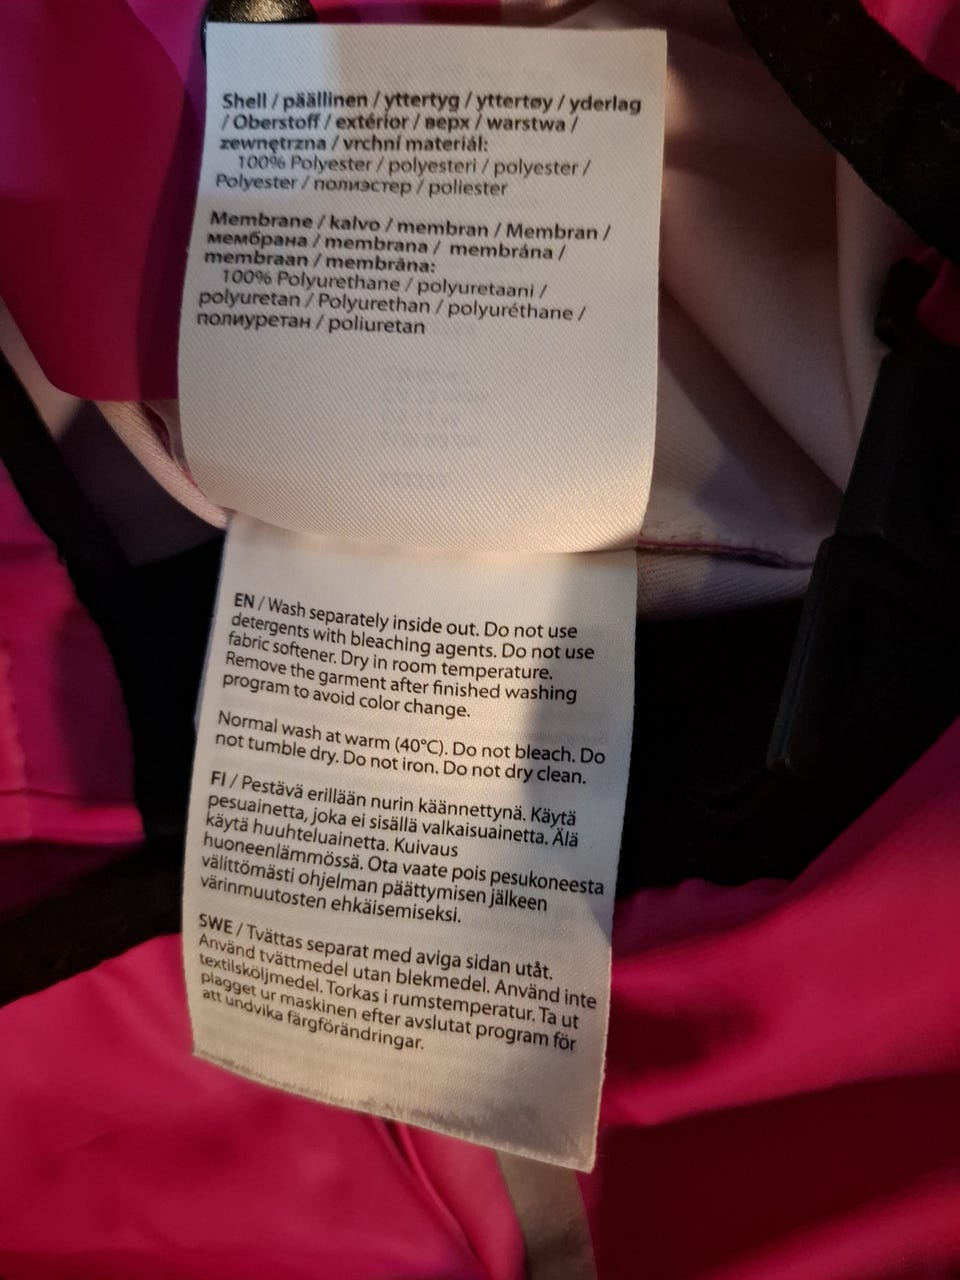 Shell / päällinen / yttertyg / yttertøy / yderlag
/ Oberstoff / extérior / верх / warstwa /
zewnętrzna / vrchní materiál:
100% Polyester / polyesteri / polyester /
Polyester / полиэстер / poliester
Membrane / kalvo / membran / Membran /
мембрана / membrana / membrána /
membraan / membrāna:
100% Polyurethane / polyuretaani /
polyuretan / Polyurethan / polyuréthane /
полиуретан / poliuretan
EN / Wash separately inside out. Do not use
detergents with bleaching agents. Do not use
fabric softener. Dry in room temperature.
Remove the garment after finished washing
program to avoid color change.
Normal wash at warm (40°C). Do not bleach. Do
not tumble dry. Do not iron. Do not dry clean.
FI / Pestävä erillään nurin käännettynä. Käytä
pesuainetta, joka ei sisällä valkaisuainetta. Älä
käytä huuhteluainetta. Kuivaus
huoneenlämmössä. Ota vaate pois pesukoneesta
välittömästi ohjelman päättymisen jälkeen
värinmuutosten ehkäisemiseksi.
SWE / Tvättas separat med aviga sidan utåt.
Använd tvättmedel utan blekmedel. Använd inte
textilsköljmedel. Torkas i rumstemperatur. Ta ut
plagget ur maskinen efter avslutat program för
att undvika färgförändringar.